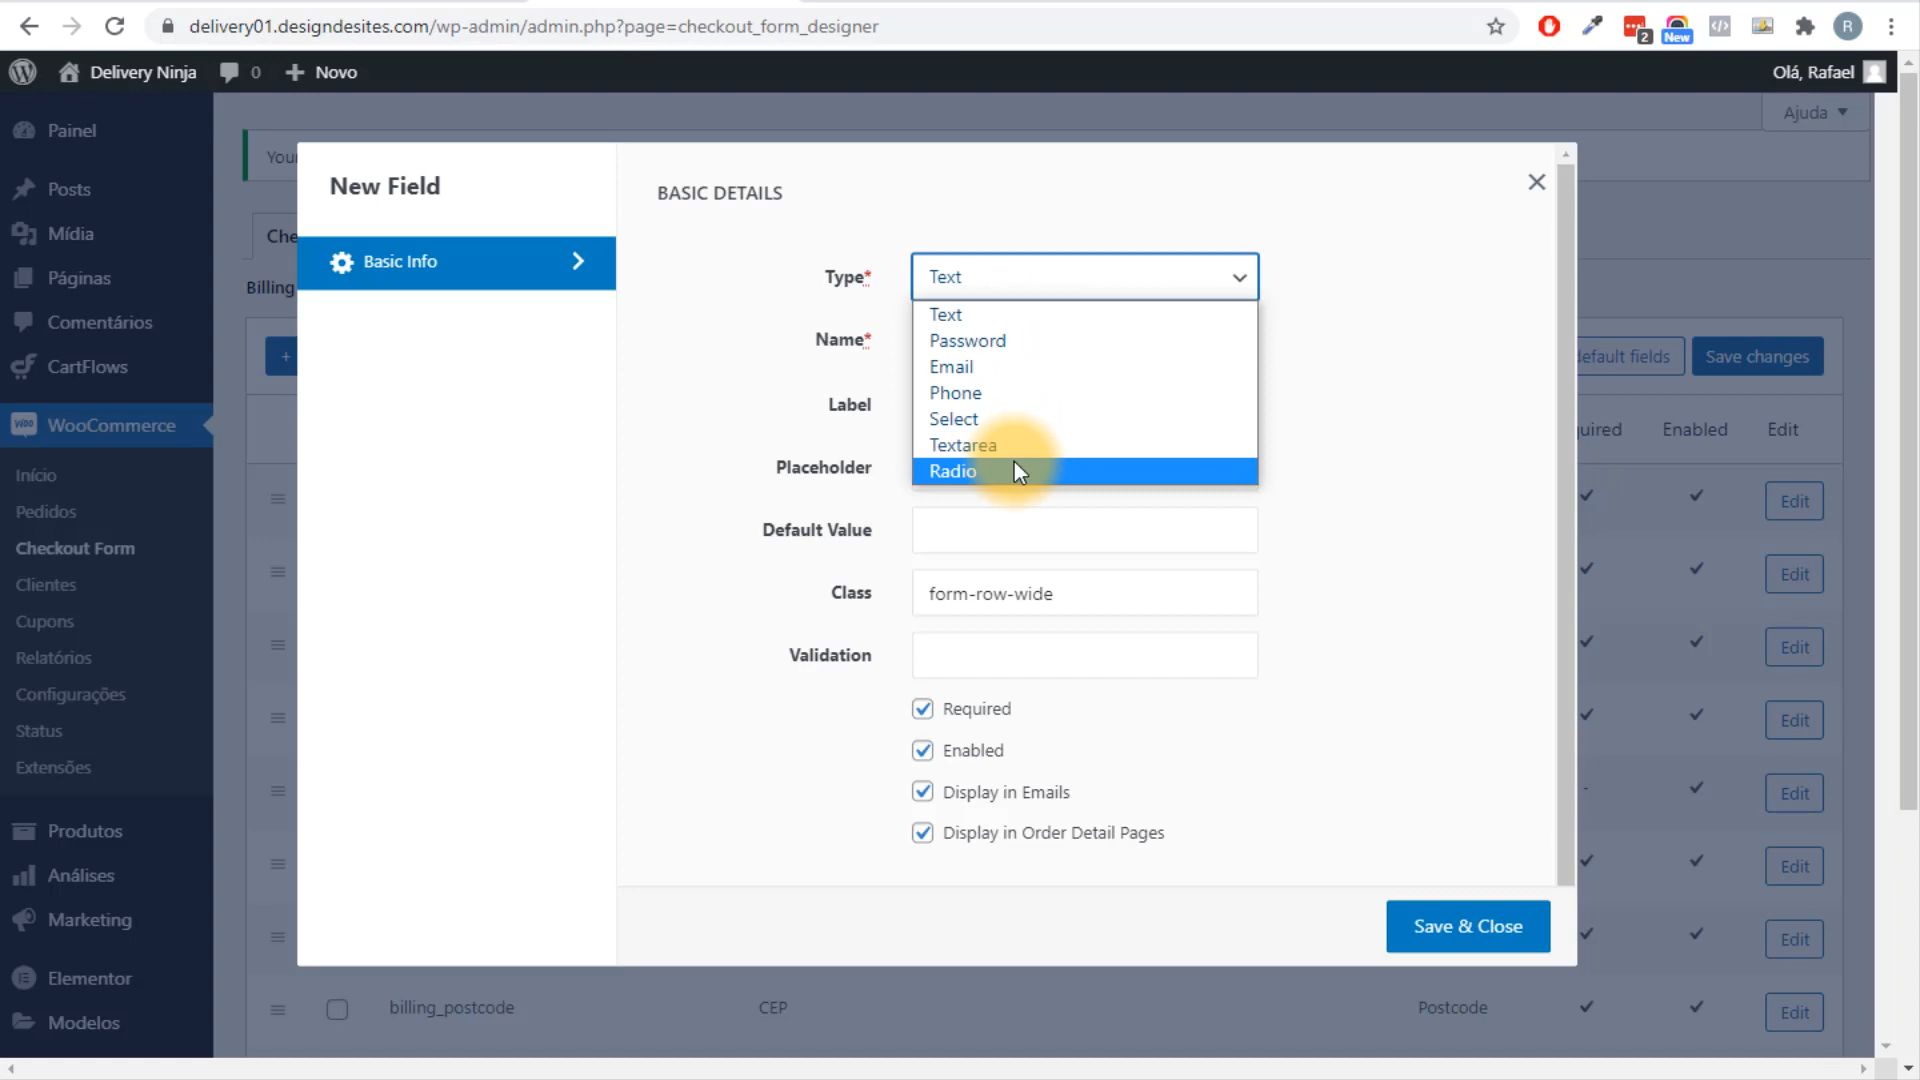 delivery01.designdesites.com/wp-admin/admin.php?page=checkout_form_designer
2
New
R
Delivery Ninja
0
Novo
Olá, Rafael
Ajuda
Painel
Posts
Mídia
Páginas
Comentários
CartFlows
WOO
WooCommerce
Início
Pedidos
Checkout Form
Clientes
Cupons
Relatórios
Configurações
Status
Extensões
Produtos
Análises
Marketing
Elementor
Modelos
You
Che
Billing
+
default fields
Save changes
quired
Enabled
Edit
Edit
Edit
Edit
Edit
-
Edit
Edit
Edit
billing_postcode
CEP
Postcode
Edit
New Field
Basic Info
BASIC DETAILS
Type*
Text
Text
Password
Email
Phone
Select
Textarea
Radio
Name*
Label
Placeholder
Default Value
Class
form-row-wide
Validation
Required
Enabled
Display in Emails
Display in Order Detail Pages
Save & Close